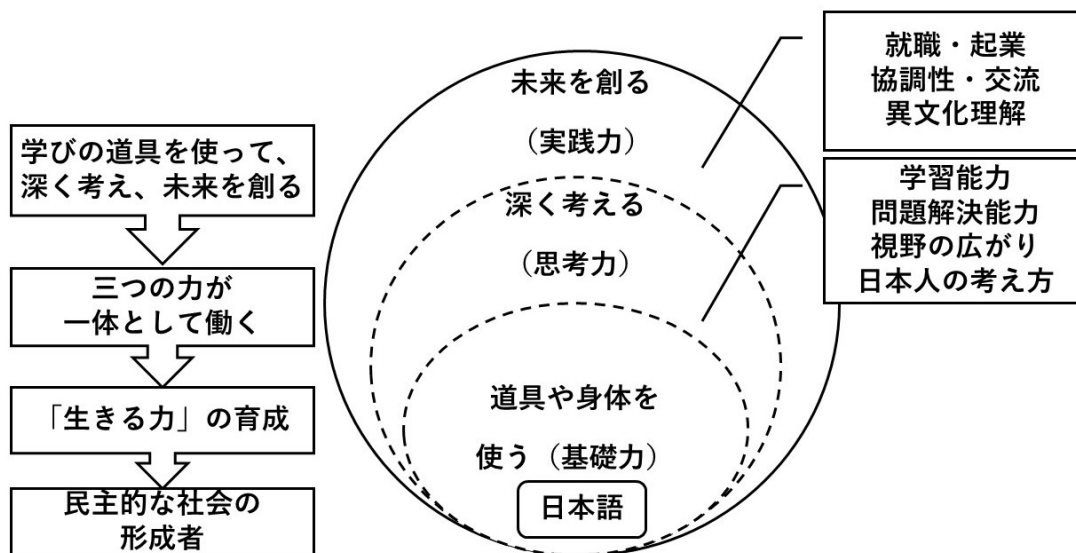 学びの道具を使って、
深く考え、未来を創る
三つの力が
一体として働く
「生きる力」の育成
民主的な社会の
形成者
未来を創る
（実践力）
深く考える
（思考力）
道具や身体を
使う（基礎力）
日本語
就職・起業
協調性・交流
異文化理解
学習能力
問題解決能力
視野の広がり
日本人の考え方